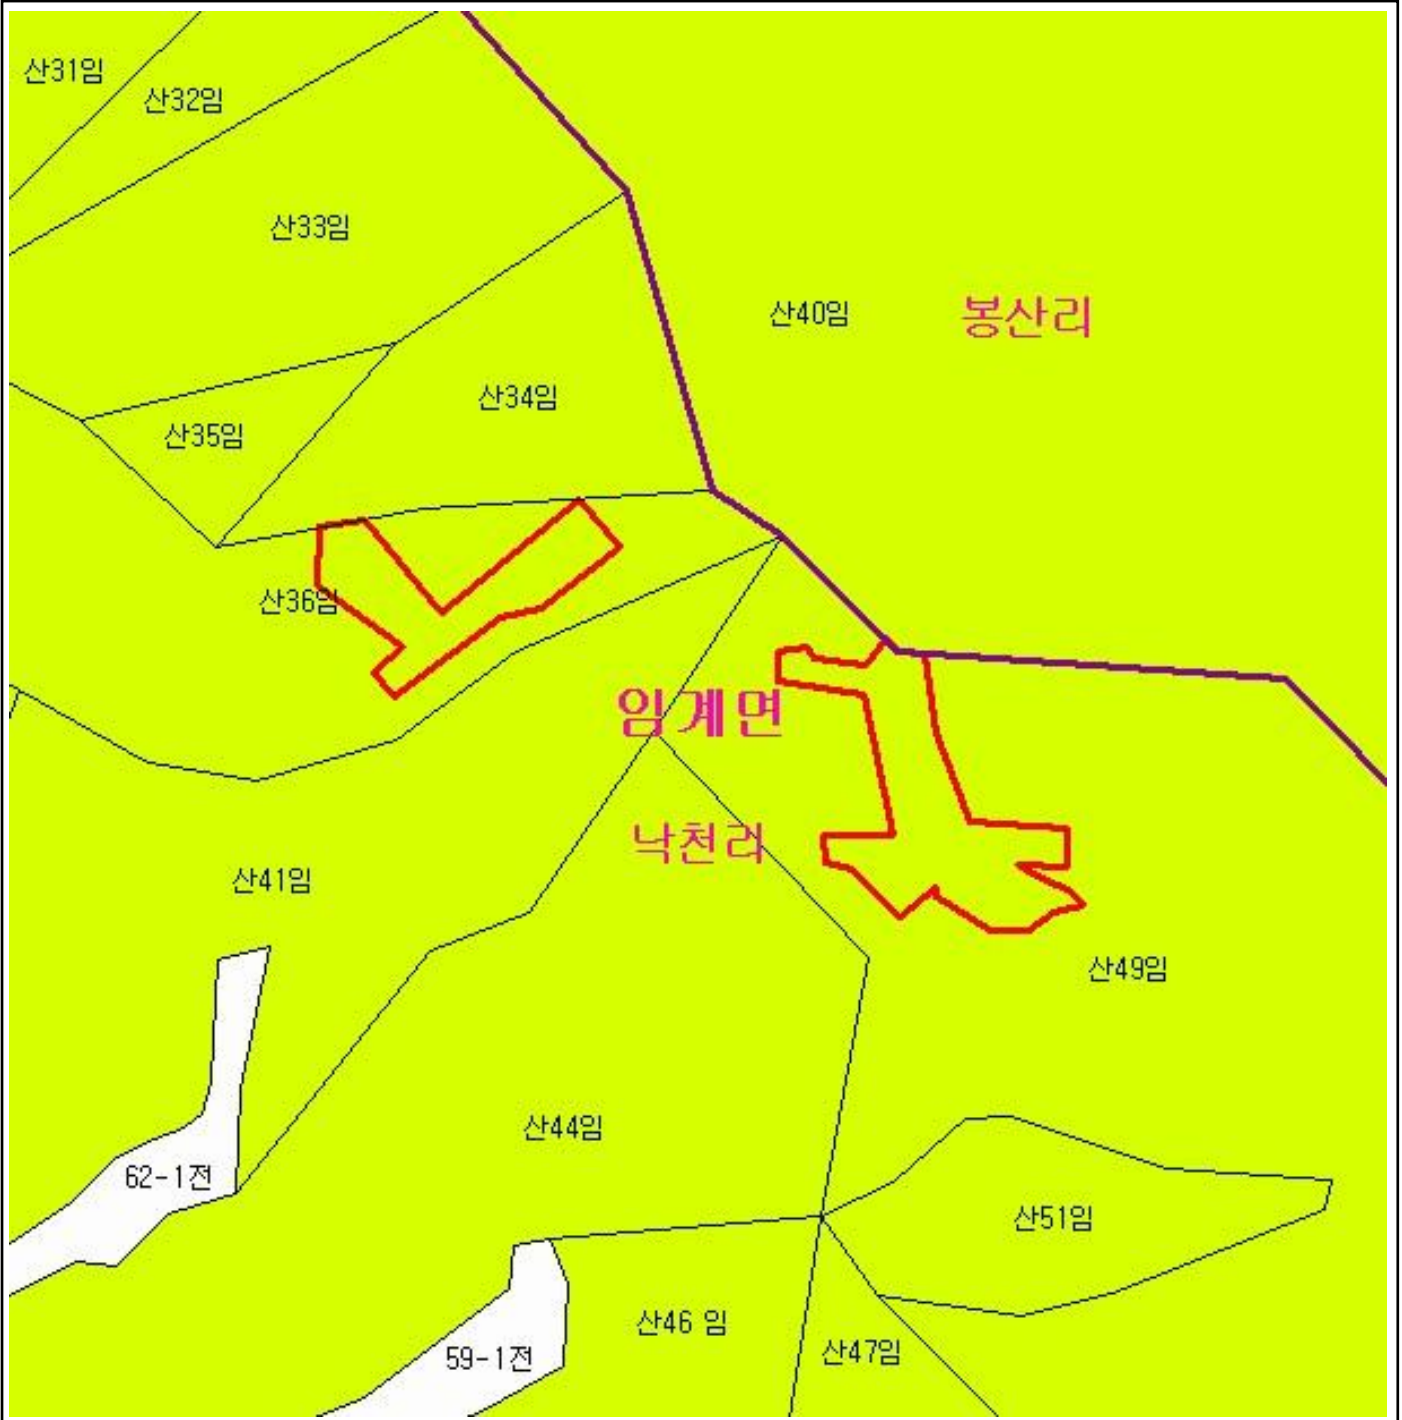 산31임
산32임
산33임
산40임
봉산리
산34임
산35임
산36임
임계면
낙천리
산41임
산49임
산44임
62-1전
산51임
산46 임
59-1전
산47임